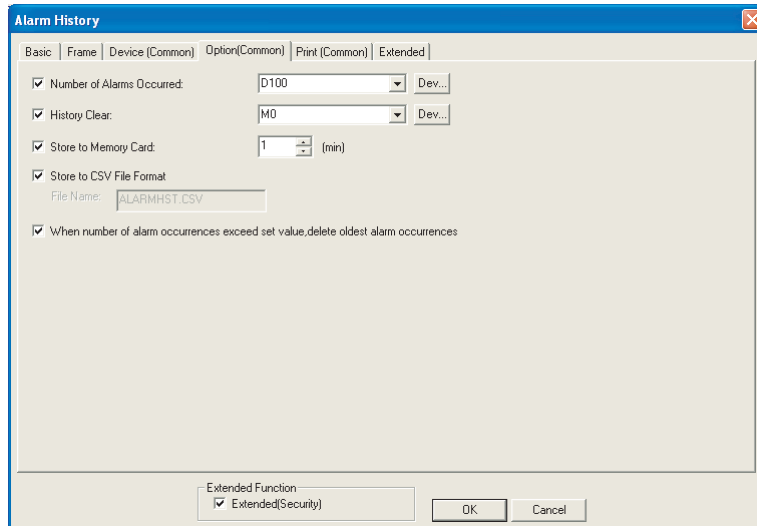 Alarm History
Basic Frame Device (Common) Option(Common) Print (Common) Extended
Number of Alarms Occurred: D100 Dev...
History Clear: M0 Dev...
Store to Memory Card: 1 (min)
Store to CSV File Format
File Name: ALARMHST.CSV
When number of alarm occurrences exceed set value,delete oldest alarm occurrences
Extended Function
Extended(Security)
OK Cancel